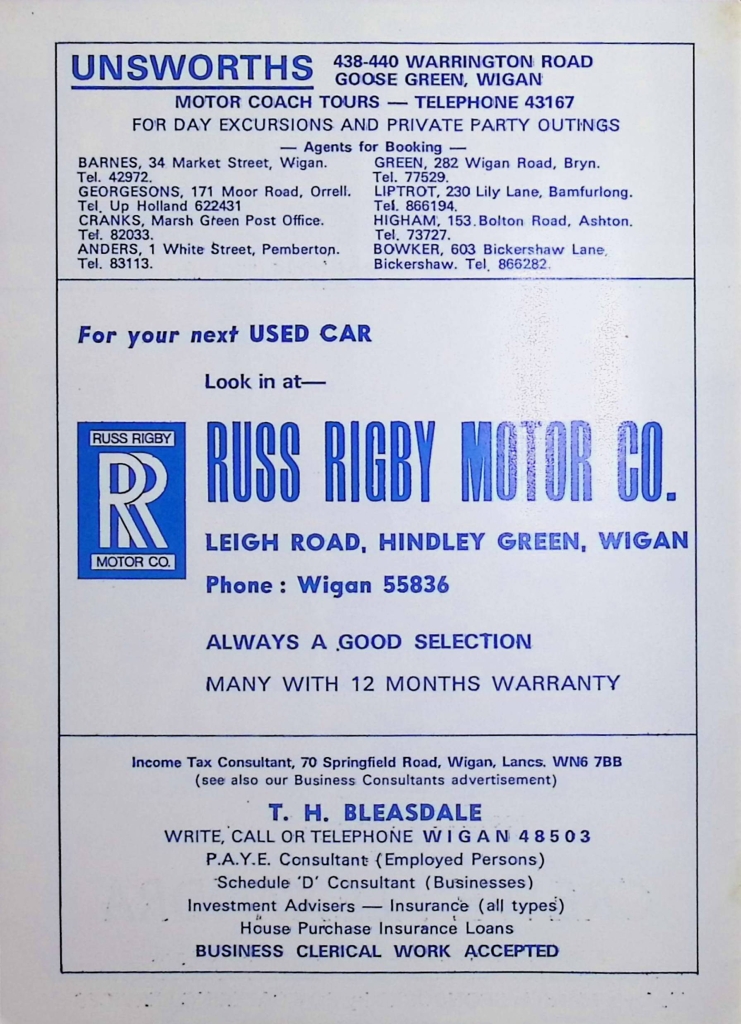 UNSWORTHS
438-440 WARRINGTON ROAD
GOOSE GREEN, WIGAN
MOTOR COACH TOURS — TELEPHONE 43167
FOR DAY EXCURSIONS AND PRIVATE PARTY OUTINGS
— Agents for Booking —
BARNES, 34 Market Street, Wigan.
Tel. 42972.
GEORGESONS, 171 Moor Road, Orrell.
Tel. Up Holland 622431
CRANKS, Marsh Green Post Office.
Tel. 82033.
ANDERS, 1 White Street, Pemberton.
Tel. 83113.
GREEN, 282 Wigan Road, Bryn.
Tel. 77529.
LIPTROT, 230 Lily Lane, Bamfurlong.
Tel. 866194.
HIGHAM, 153 Bolton Road, Ashton.
Tel. 73727.
BOWKER, 603 Bickershaw Lane,
Bickershaw. Tel. 866282.
For your next USED CAR
Look in at—
RUSS RIGBY
RR
MOTOR CO.
RUSS RIGBY MOTOR CO.
LEIGH ROAD, HINDLEY GREEN, WIGAN
Phone : Wigan 55836
ALWAYS A GOOD SELECTION
MANY WITH 12 MONTHS WARRANTY
Income Tax Consultant, 70 Springfield Road, Wigan, Lancs. WN6 7BB
(see also our Business Consultants advertisement)
T. H. BLEASDALE
WRITE, CALL OR TELEPHONE WIGAN 48503
P.A.Y.E. Consultant (Employed Persons)
Schedule 'D' Consultant (Businesses)
Investment Advisers — Insurance (all types)
House Purchase Insurance Loans
BUSINESS CLERICAL WORK ACCEPTED